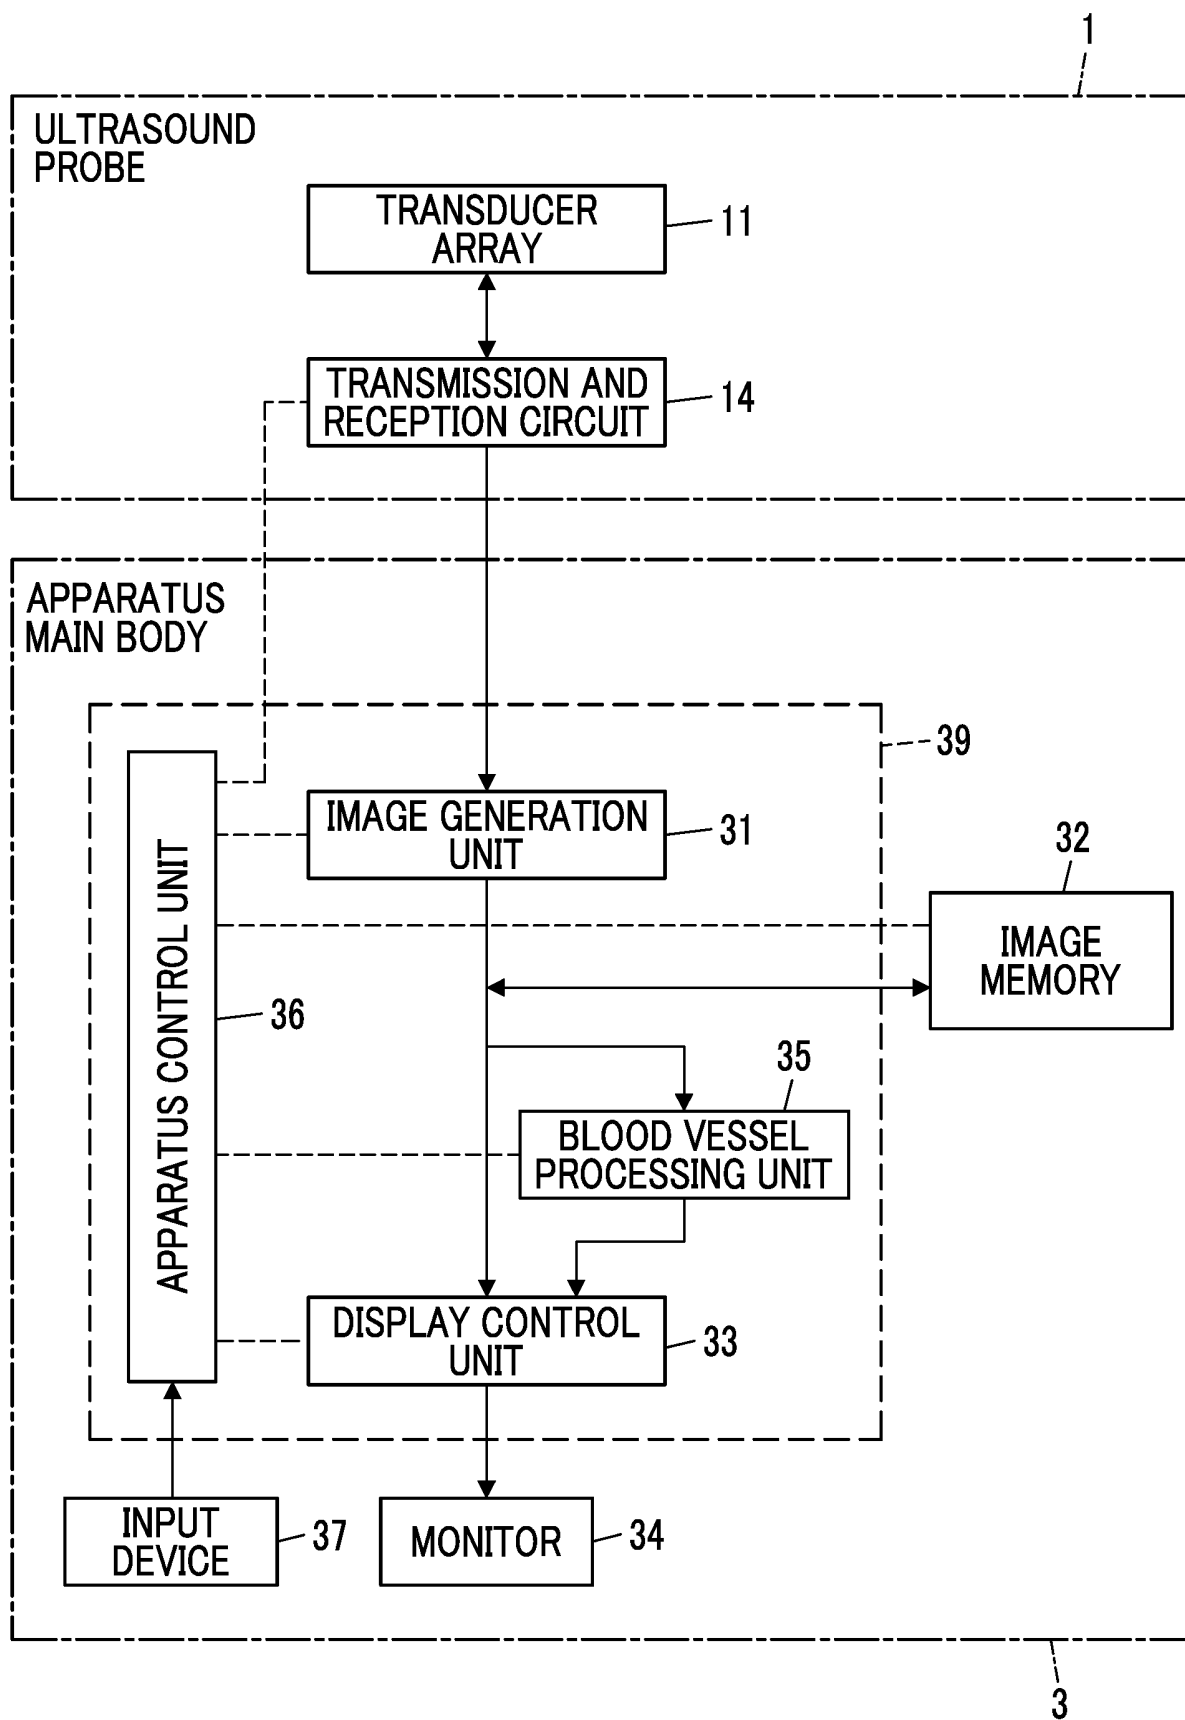 1
ULTRASOUND
PROBE
TRANSDUCER
ARRAY
11
TRANSMISSION AND
RECEPTION CIRCUIT
14
APPARATUS
MAIN BODY
39
IMAGE GENERATION
UNIT
31
32
IMAGE
MEMORY
APPARATUS CONTROL UNIT
36
35
BLOOD VESSEL
PROCESSING UNIT
DISPLAY CONTROL
UNIT
33
INPUT
DEVICE
37
MONITOR
34
3